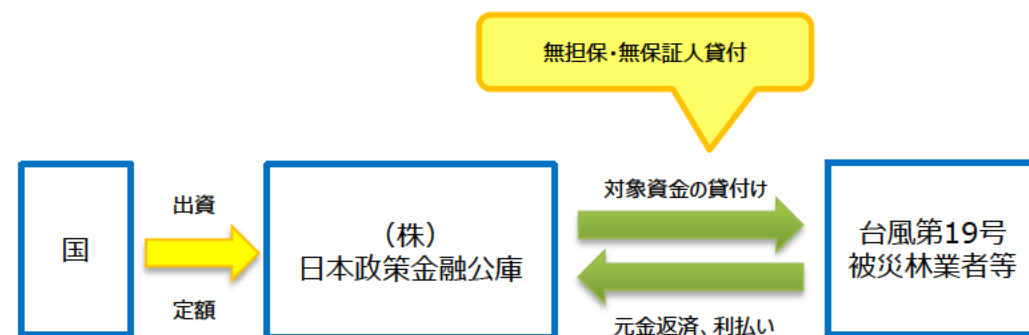 無担保・無保証人貸付
国
出資
定額
（株）
日本政策金融公庫
対象資金の貸付け
元金返済、利払い
台風第19号
被災林業者等